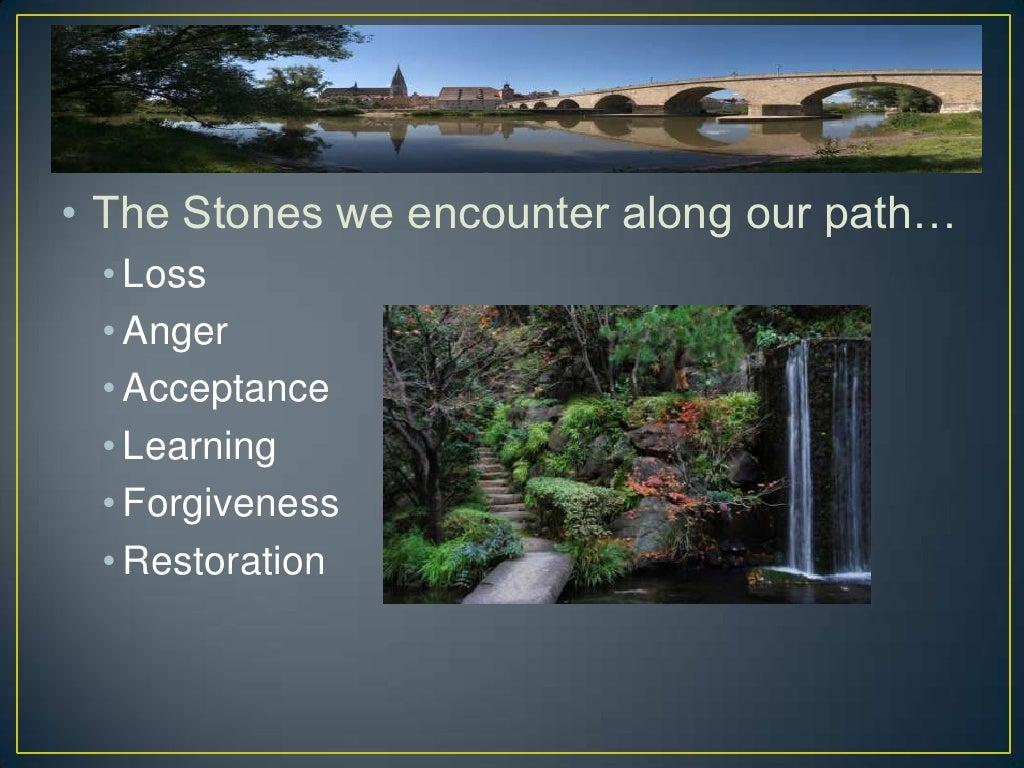 • The Stones we encounter along our path…
• Loss
• Anger
• Acceptance
• Learning
• Forgiveness
• Restoration